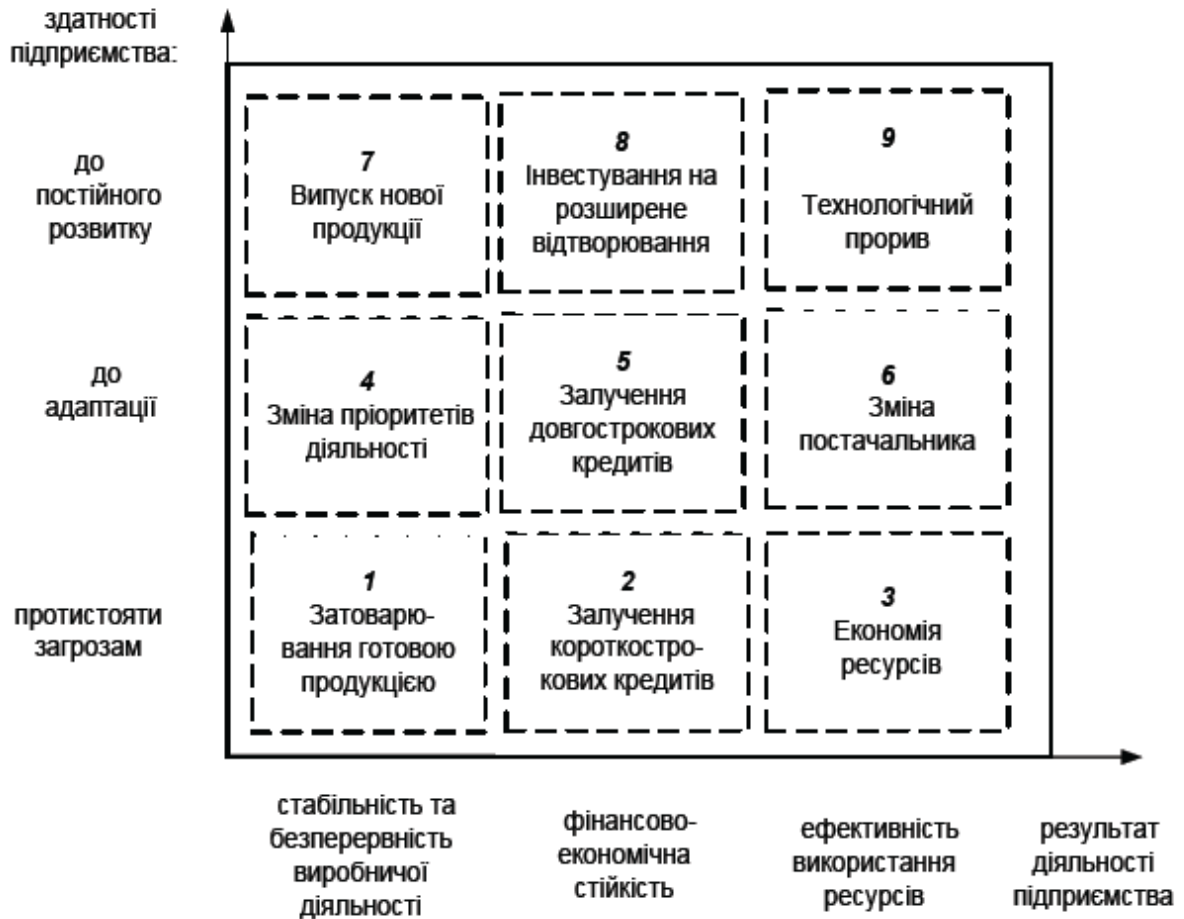 здатності
підприємства:
до
постійного
розвитку
7
Випуск нової
продукції
8
Інвестування на
розширене
відтворювання
9
Технологічний
прорив
до
адаптації
4
Зміна пріоритетів
діяльності
5
Залучення
довгострокових
кредитів
6
Зміна
постачальника
протистояти
загрозам
1
Затоварю-
вання готовою
продукцією
2
Залучення
короткостро-
кових кредитів
3
Економія
ресурсів
стабільність та
безперервність
виробничої
діяльності
фінансово-
економічна
стійкість
ефективність
використання
ресурсів
результат
діяльності
підприємства